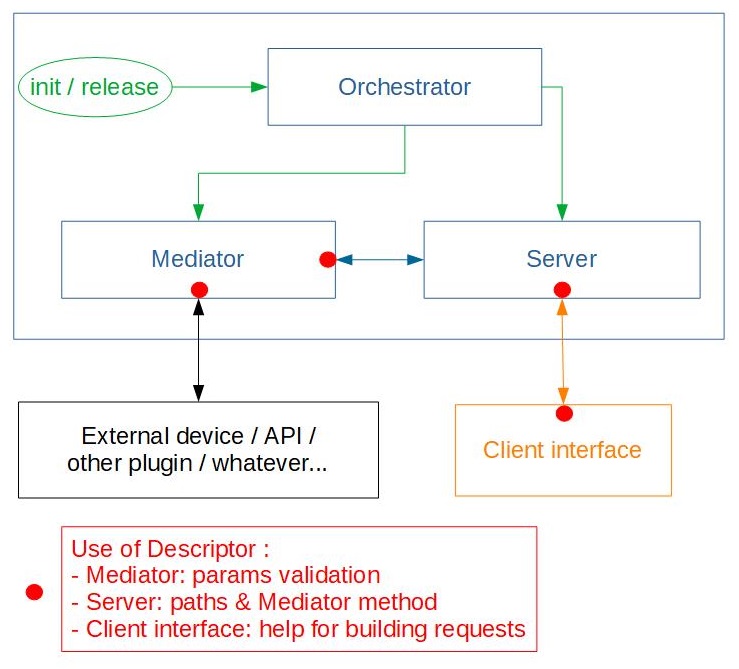 init / release
Orchestrator
Mediator
Server
External device / API /
other plugin / whatever...
Client interface
Use of Descriptor :
- Mediator: params validation
- Server: paths & Mediator method
- Client interface: help for building requests